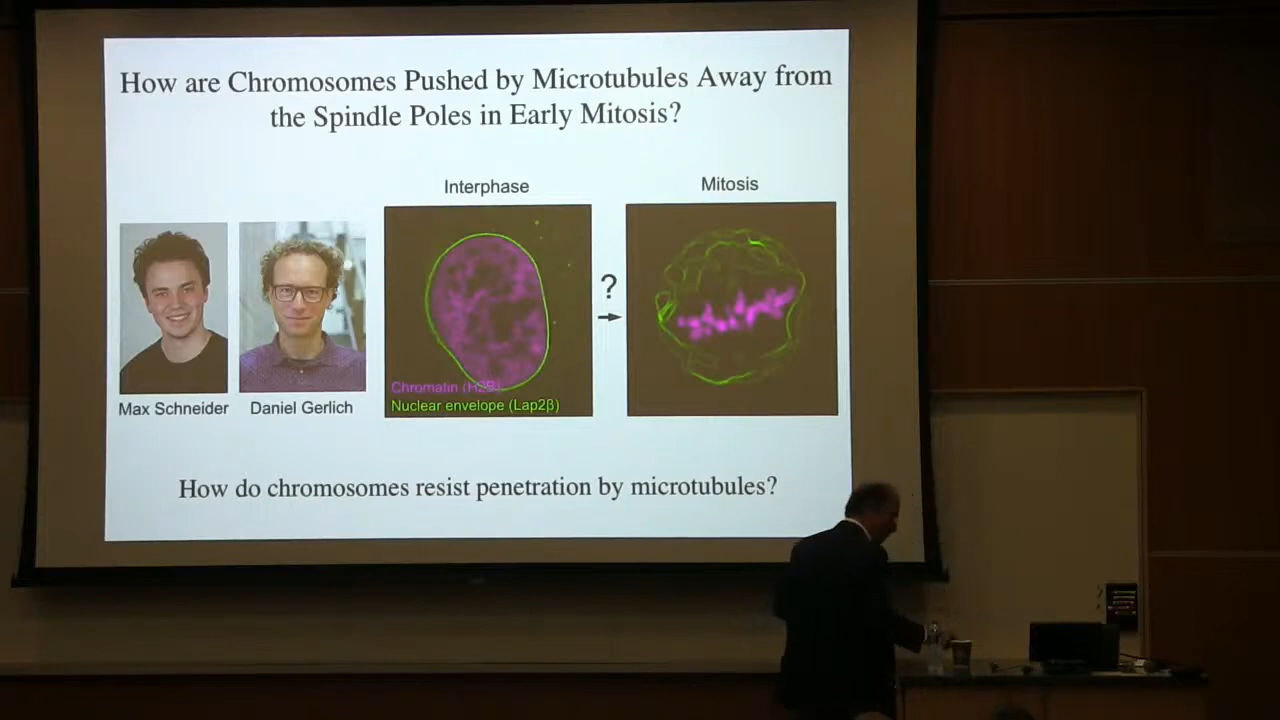 How are Chromosomes Pushed by Microtubules Away from
the Spindle Poles in Early Mitosis?
Interphase
Mitosis
?
Chromatin (H2B)
Nuclear envelope (Lap2β)
Max Schneider
Daniel Gerlich
How do chromosomes resist penetration by microtubules?